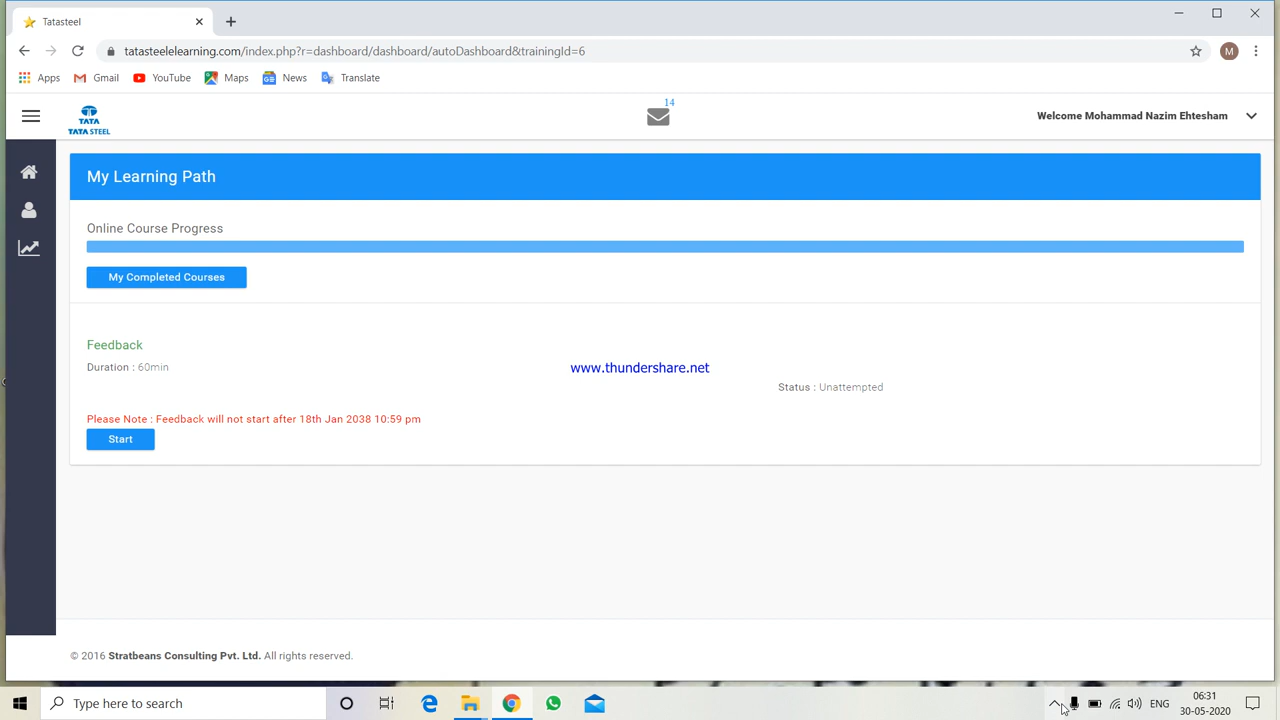 Tatasteel
tatasteelelearning.com/index.php?r=dashboard/dashboard/autoDashboard&trainingId=6
M
Apps Gmail YouTube Maps News Translate
14
TATA
TATA STEEL
Welcome Mohammad Nazim Ehtesham
My Learning Path
Online Course Progress
My Completed Courses
Feedback
Duration : 60min
www.thundershare.net
Status : Unattempted
Please Note : Feedback will not start after 18th Jan 2038 10:59 pm
Start
© 2016 Stratbeans Consulting Pvt. Ltd. All rights reserved.
Type here to search
ENG
06:31
30-05-2020